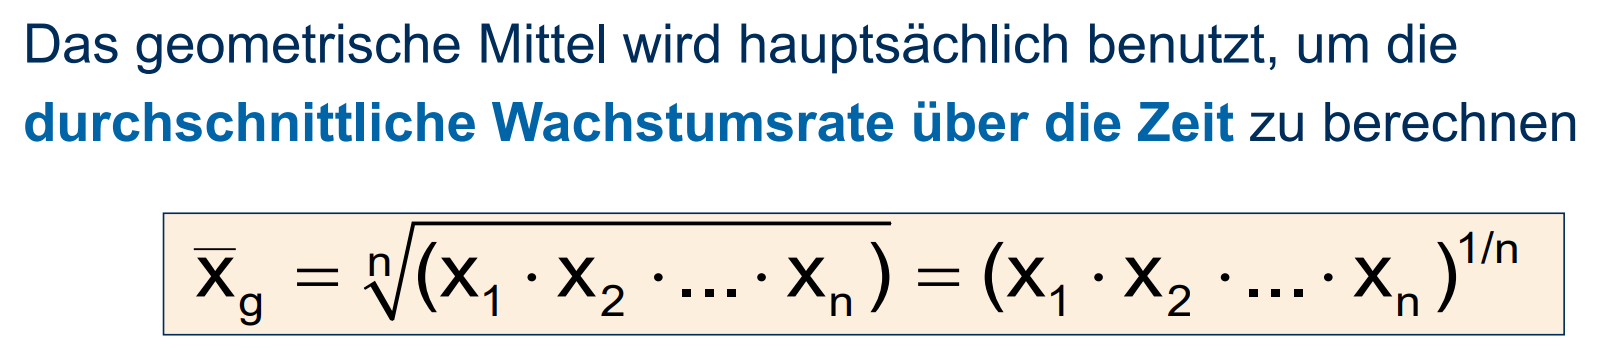 Das geometrische Mittel wird hauptsächlich benutzt, um die
durchschnittliche Wachstumsrate über die Zeit zu berechnen
x̅g = ⁿ√(x₁ · x₂ · ... · xₙ) = (x₁ · x₂ · ... · xₙ)^1/n